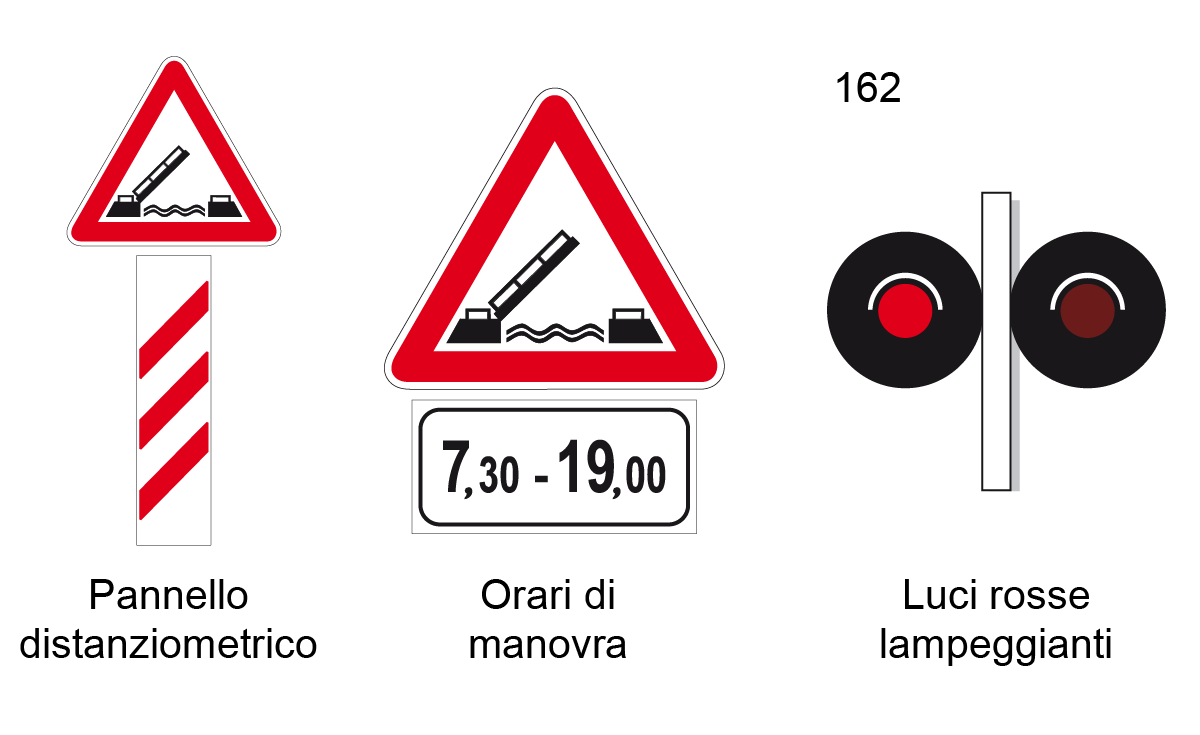 162
7,30 - 19,00
Pannello
distanziometrico
Orari di
manovra
Luci rosse
lampeggianti